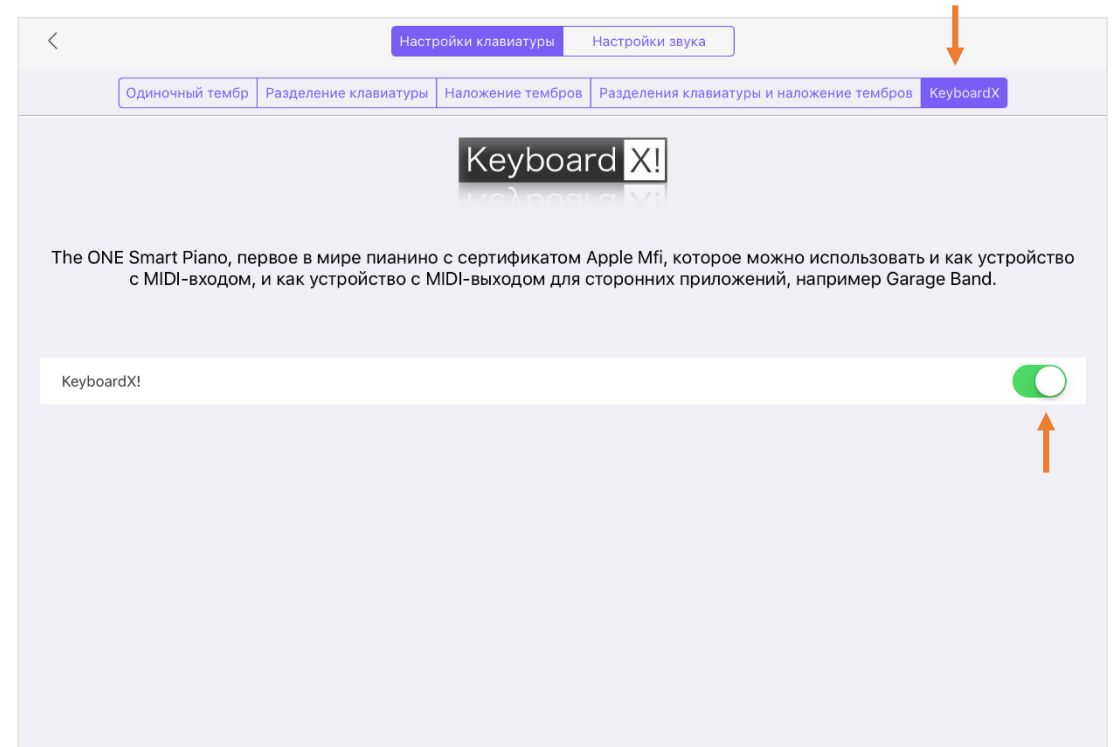 Настройки клавиатуры Настройки звука
Одиночный тембр Разделение клавиатуры Наложение тембров Разделения клавиатуры и наложение тембров KeyboardX
Keyboard X!
The ONE Smart Piano, первое в мире пианино с сертификатом Apple Mfi, которое можно использовать и как устройство
с MIDI-входом, и как устройство с MIDI-выходом для сторонних приложений, например Garage Band.
KeyboardX!